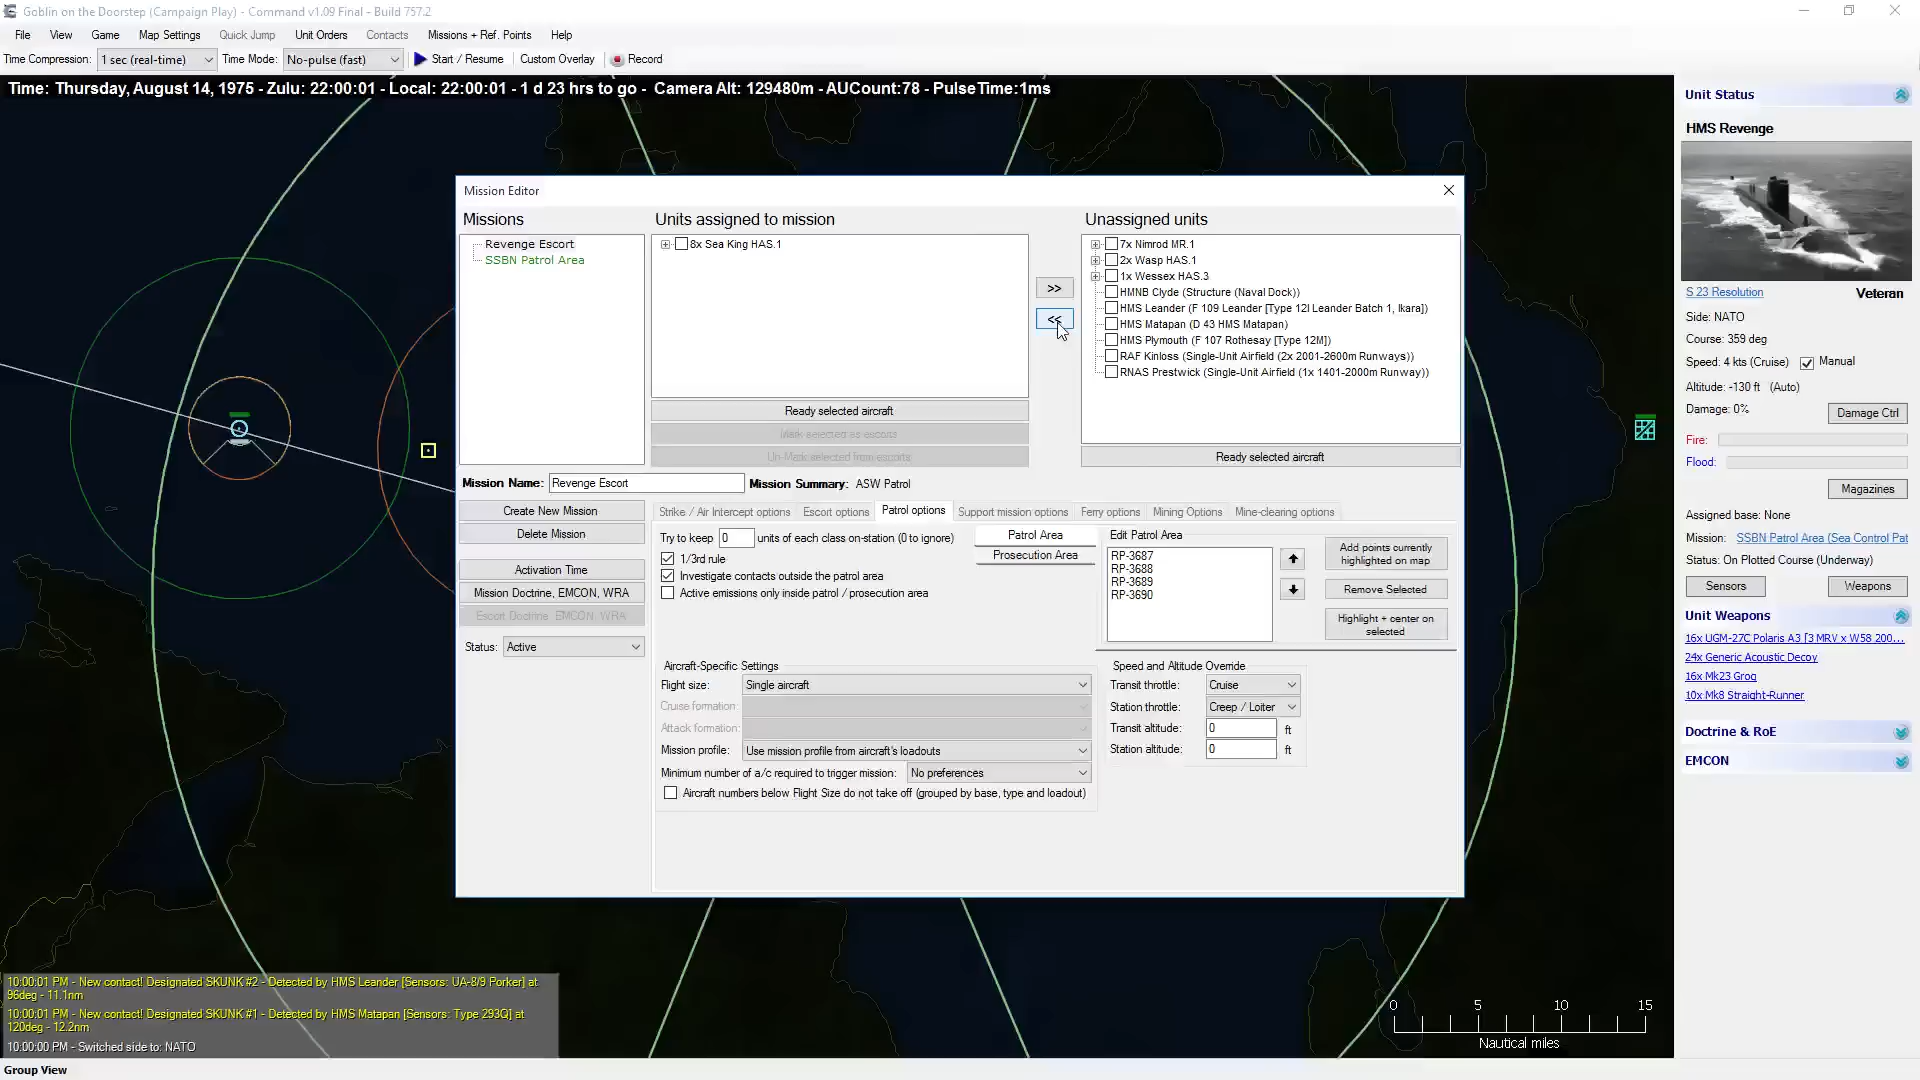 Goblin on the Doorstep (Campaign Play) - Command v1.09 Final - Build 757.2
File View Game Map Settings Quick Jump Unit Orders Contacts Missions + Ref. Points Help
Time Compression: 1 sec (real-time) Time Mode: No-pulse (fast) Start / Resume Custom Overlay Record
Time: Thursday, August 14, 1975 - Zulu: 22:00:01 - Local: 22:00:01 - 1 d 23 hrs to go - Camera Alt: 129480m - AUCount:78 - PulseTime:1ms
Mission Editor
Missions
Revenge Escort
SSBN Patrol Area
Units assigned to mission
8x Sea King HAS.1
>>
<<
Ready selected aircraft
Mark selected as escorts
Un-Mark selected from escorts
Unassigned units
7x Nimrod MR.1
2x Wasp HAS.1
1x Wessex HAS.3
HMNB Clyde (Structure (Naval Dock))
HMS Leander (F 109 Leander [Type 12I Leander Batch 1, Ikara])
HMS Matapan (D 43 HMS Matapan)
HMS Plymouth (F 107 Rothesay [Type 12M])
RAF Kinloss (Single-Unit Airfield (2x 2001-2600m Runways))
RNAS Prestwick (Single-Unit Airfield (1x 1401-2000m Runway))
Ready selected aircraft
Mission Name: Revenge Escort Mission Summary: ASW Patrol
Create New Mission
Delete Mission
Activation Time
Mission Doctrine, EMCON, WRA
Escort Doctrine, EMCON, WRA
Status: Active
Strike / Air Intercept options Escort options Patrol options Support mission options Ferry options Mining Options Mine-clearing options
Try to keep 0 units of each class on-station (0 to ignore)
1/3rd rule
Investigate contacts outside the patrol area
Active emissions only inside patrol / prosecution area
Patrol Area
Prosecution Area
Edit Patrol Area
RP-3687
RP-3688
RP-3689
RP-3690
Add points currently
highlighted on map
Remove Selected
Highlight + center on
selected
Aircraft-Specific Settings
Flight size: Single aircraft
Cruise formation:
Attack formation:
Mission profile: Use mission profile from aircraft's loadouts
Minimum number of a/c required to trigger mission: No preferences
Aircraft numbers below Flight Size do not take off (grouped by base, type and loadout)
Speed and Altitude Override
Transit throttle: Cruise
Station throttle: Creep / Loiter
Transit altitude: 0 ft
Station altitude: 0 ft
Unit Status
HMS Revenge
S 23 Resolution Veteran
Side: NATO
Course: 359 deg
Speed: 4 kts (Cruise) Manual
Altitude: -130 ft (Auto)
Damage: 0% Damage Ctrl
Fire:
Flood:
Magazines
Assigned base: None
Mission: SSBN Patrol Area (Sea Control Pat
Status: On Plotted Course (Underway)
Sensors Weapons
Unit Weapons
16x UGM-27C Polaris A3 [3 MRV x W58 200...
24x Generic Acoustic Decoy
16x Mk23 Grog
10x Mk8 Straight-Runner
Doctrine & RoE
EMCON
10:00:01 PM - New contact! Designated SKUNK #2 - Detected by HMS Leander [Sensors: UA-8/9 Porker] at
96deg - 11.1nm
10:00:01 PM - New contact! Designated SKUNK #1 - Detected by HMS Matapan [Sensors: Type 293Q] at
120deg - 12.2nm
10:00:00 PM - Switched side to: NATO
0 5 10 15
Nautical miles
Group View